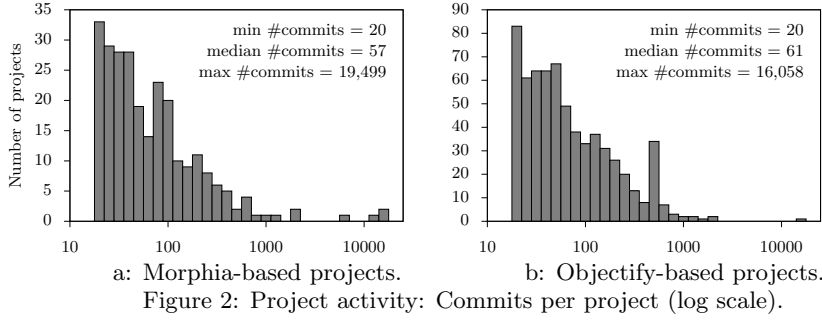 35
30
25
20
15
10
5
0
Number of projects
min #commits = 20
median #commits = 57
max #commits = 19,499
10 100 1000 10000
a: Morphia-based projects.
90
80
70
60
50
40
30
20
10
0
min #commits = 20
median #commits = 61
max #commits = 16,058
10 100 1000 10000
b: Objectify-based projects.
Figure 2: Project activity: Commits per project (log scale).